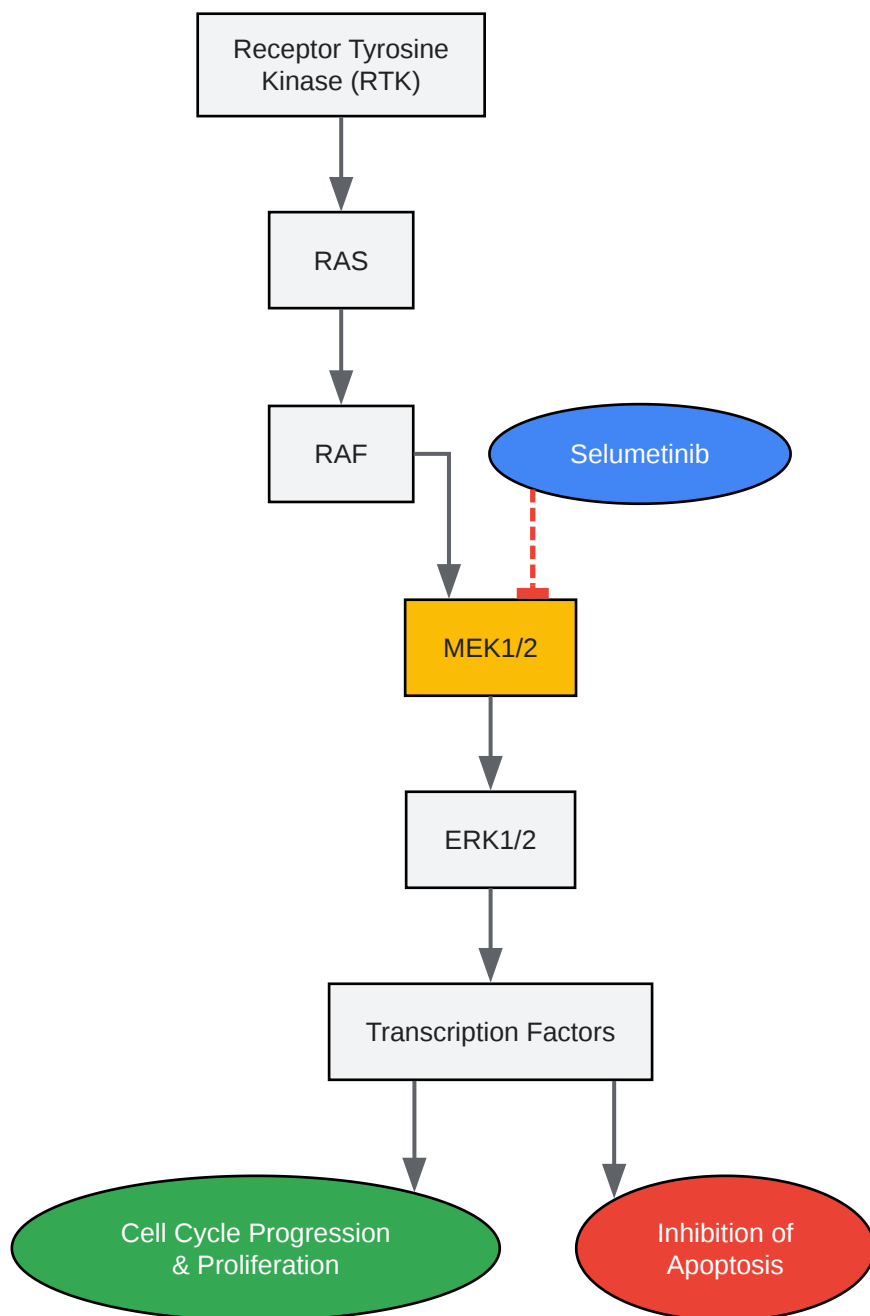 Receptor Tyrosine
Kinase (RTK)
RAS
RAF
Selumetinib
MEK1/2
ERK1/2
Transcription Factors
Cell Cycle Progression
& Proliferation
Inhibition of
Apoptosis